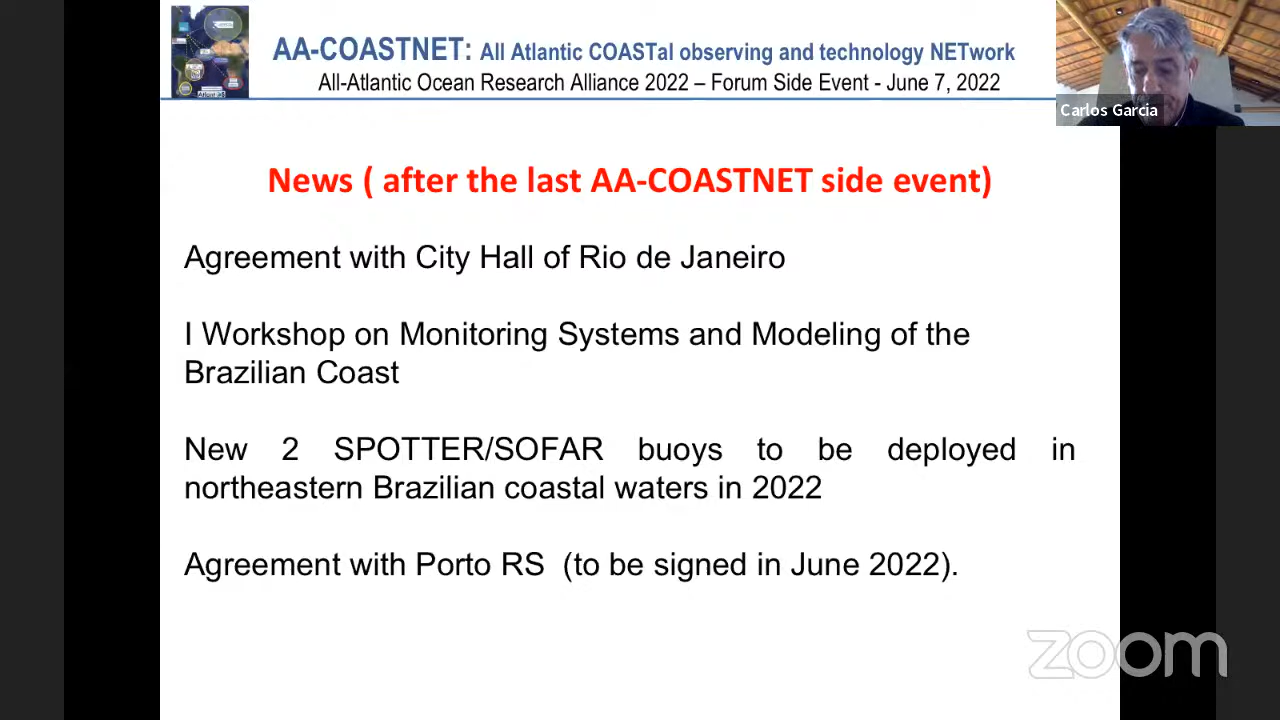 AA-COASTNET: All Atlantic COASTal observing and technology NETwork
All-Atlantic Ocean Research Alliance 2022 – Forum Side Event - June 7, 2022
Carlos Garcia
News ( after the last AA-COASTNET side event)
Agreement with City Hall of Rio de Janeiro
I Workshop on Monitoring Systems and Modeling of the
Brazilian Coast
New 2 SPOTTER/SOFAR buoys to be deployed in
northeastern Brazilian coastal waters in 2022
Agreement with Porto RS (to be signed in June 2022).
zoom